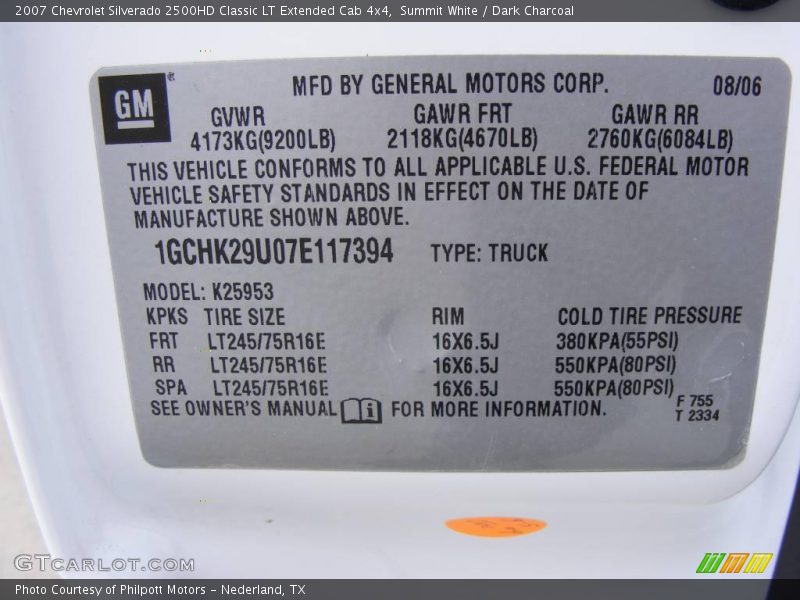 2007 Chevrolet Silverado 2500HD Classic LT Extended Cab 4x4,  Summit White / Dark Charcoal
GM ®
MFD BY GENERAL MOTORS CORP. 08/06
GVWR GAWR FRT GAWR RR
4173KG(9200LB) 2118KG(4670LB) 2760KG(6084LB)
THIS VEHICLE CONFORMS TO ALL APPLICABLE U.S. FEDERAL MOTOR
VEHICLE SAFETY STANDARDS IN EFFECT ON THE DATE OF
MANUFACTURE SHOWN ABOVE.
1GCHK29U07E117394 TYPE: TRUCK
MODEL: K25953
KPKS TIRE SIZE RIM COLD TIRE PRESSURE
FRT LT245/75R16E 16X6.5J 380KPA(55PSI)
RR LT245/75R16E 16X6.5J 550KPA(80PSI)
SPA LT245/75R16E 16X6.5J 550KPA(80PSI)
SEE OWNER'S MANUAL i FOR MORE INFORMATION.
F 755
T 2334
GTCARLOT.COM
Photo Courtesy of Philpott Motors - Nederland, TX